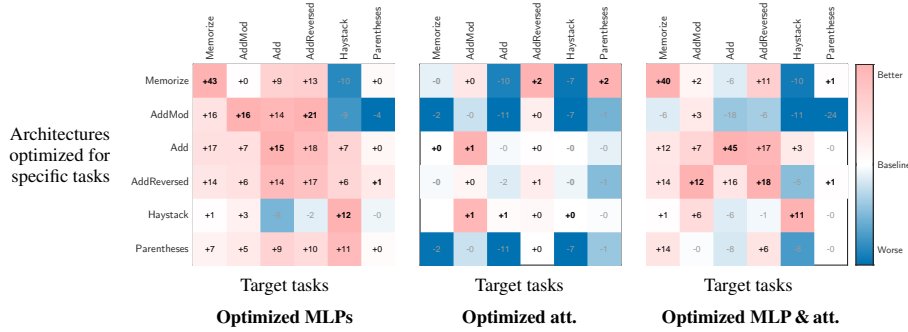 Memorize AddMod Add AddReversed Haystack Parentheses Memorize AddMod Add AddReversed Haystack Parentheses Memorize AddMod Add AddReversed Haystack Parentheses
Better
Memorize +43 +0 +9 +13 -10 +0 -0 +0 -10 +2 -7 +2 +40 +2 -6 +11 -10 +1
AddMod +16 +16 +14 +21 -4 -2 -0 -11 +0 -7 -6 +3 -18 -6 -11 -24
Architectures
optimized for
specific tasks
Add +17 +7 +15 +18 +7 +0 +0 +1 -0 +0 -0 -0 +12 +7 +45 +17 +3 -0
Baseline
AddReversed +14 +6 +14 +17 +6 +1 -0 +0 -2 +1 -0 -1 +14 +12 +16 +18 +1
Haystack +1 +3 -2 +12 -0 +1 +1 +0 +0 -0 +1 +6 -6 -1 +11 -0
Parentheses +7 +5 +9 +10 +11 +0 -2 -0 -11 +0 -7 -1 +14 -0 -8 +6 -0
Worse
Target tasks Target tasks Target tasks
Optimized MLPs Optimized att. Optimized MLP & att.